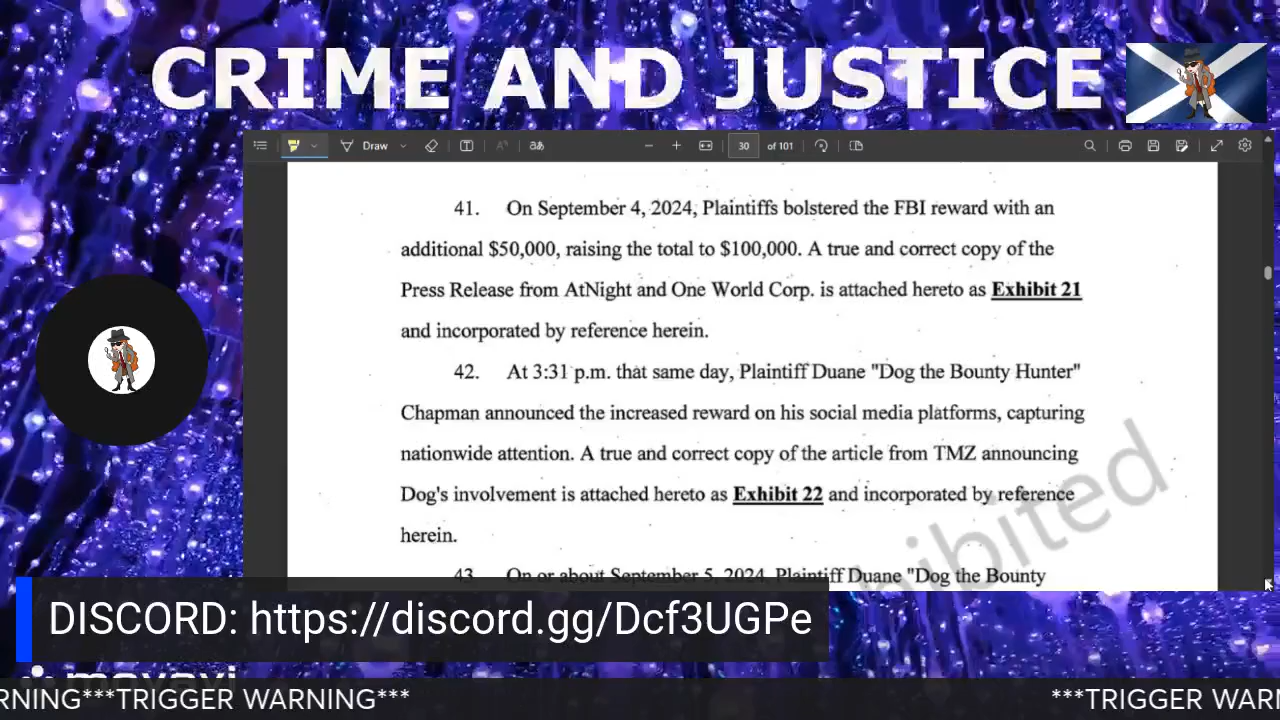 CRIME AND JUSTICE
Draw
30 of 101
41. On September 4, 2024, Plaintiffs bolstered the FBI reward with an
additional $50,000, raising the total to $100,000. A true and correct copy of the
Press Release from AtNight and One World Corp. is attached hereto as Exhibit 21
and incorporated by reference herein.
42. At 3:31 p.m. that same day, Plaintiff Duane "Dog the Bounty Hunter"
Chapman announced the increased reward on his social media platforms, capturing
nationwide attention. A true and correct copy of the article from TMZ announcing
Dog's involvement is attached hereto as Exhibit 22 and incorporated by reference
herein.
43 On or about September 5, 2024, Plaintiff Duane "Dog the Bounty
DISCORD: https://discord.gg/Dcf3UGPe
RNING***TRIGGER WARNING*** ***TRIGGER WARN